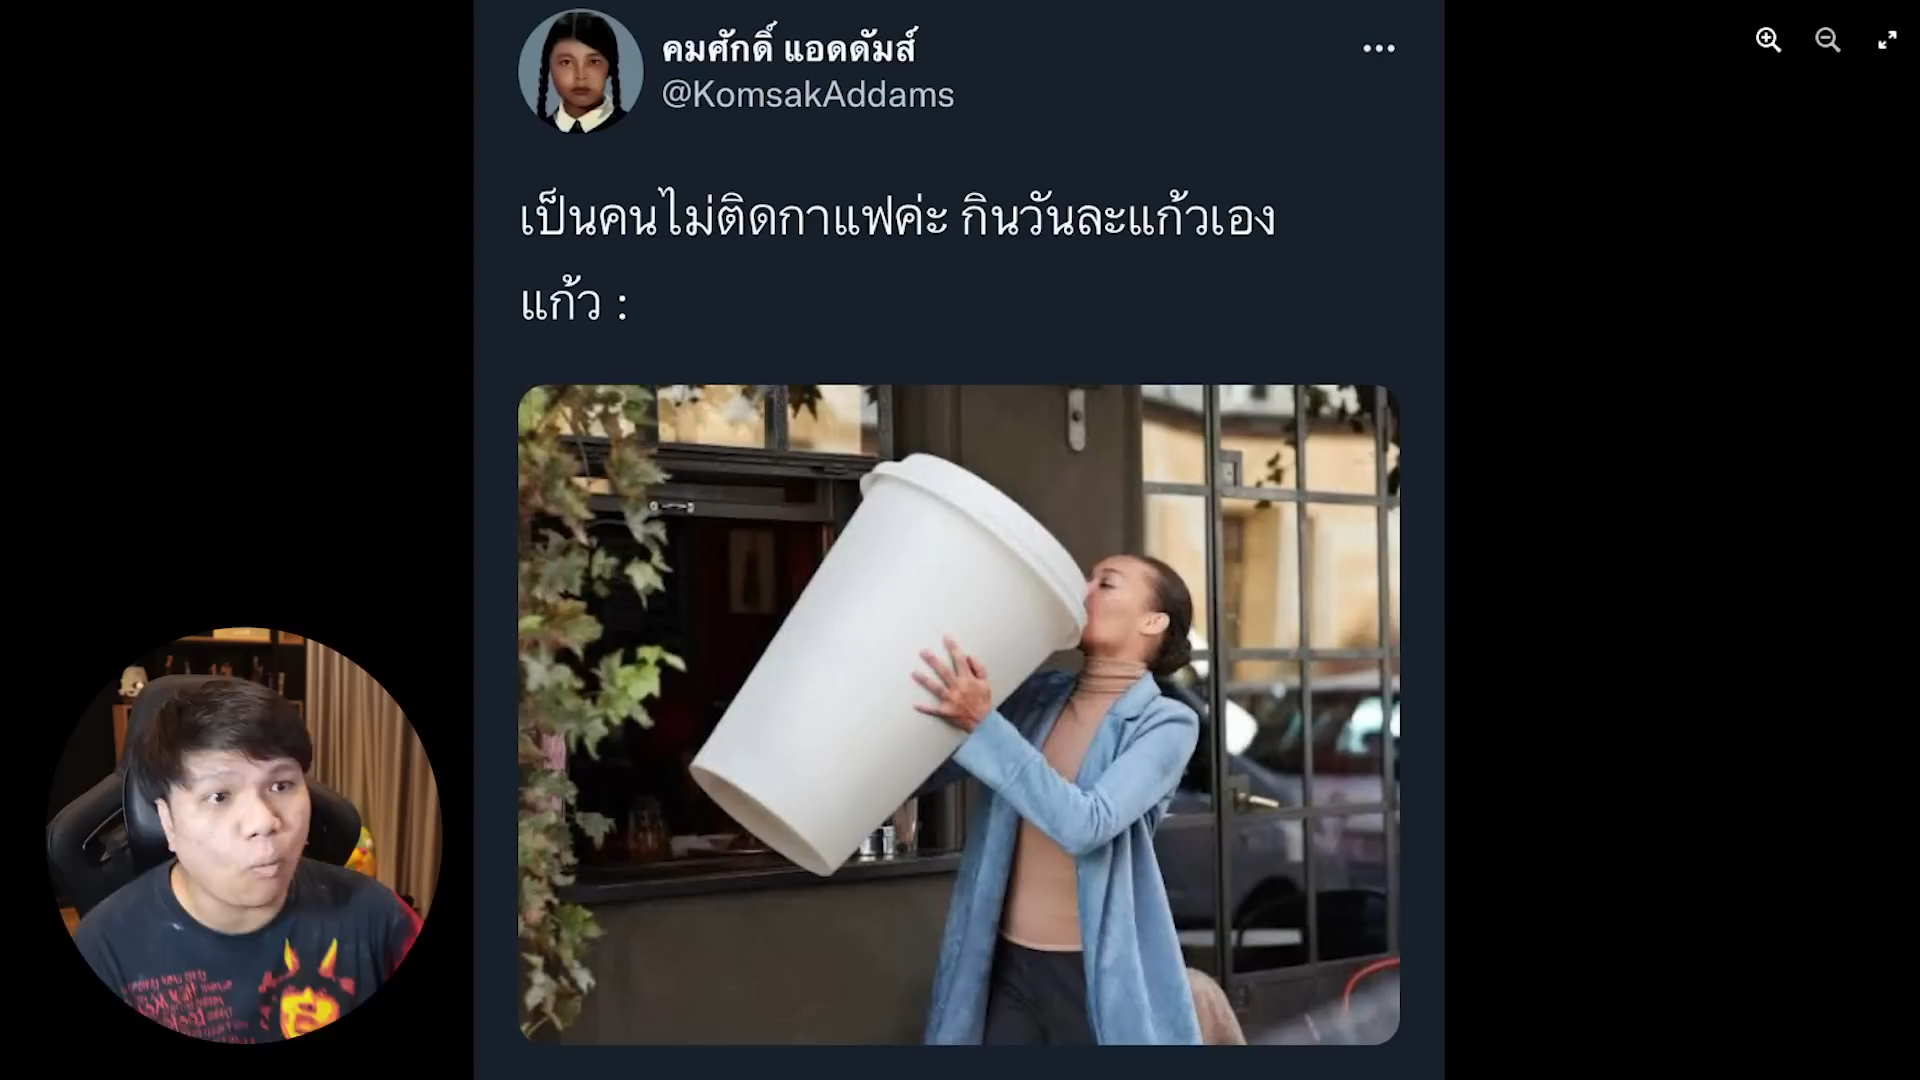 คมศักดิ์ แอดดัมส์
@KomsakAddams
เป็นคนไม่ติดกาแฟค่ะ กินวันละแก้วเอง
แก้ว :